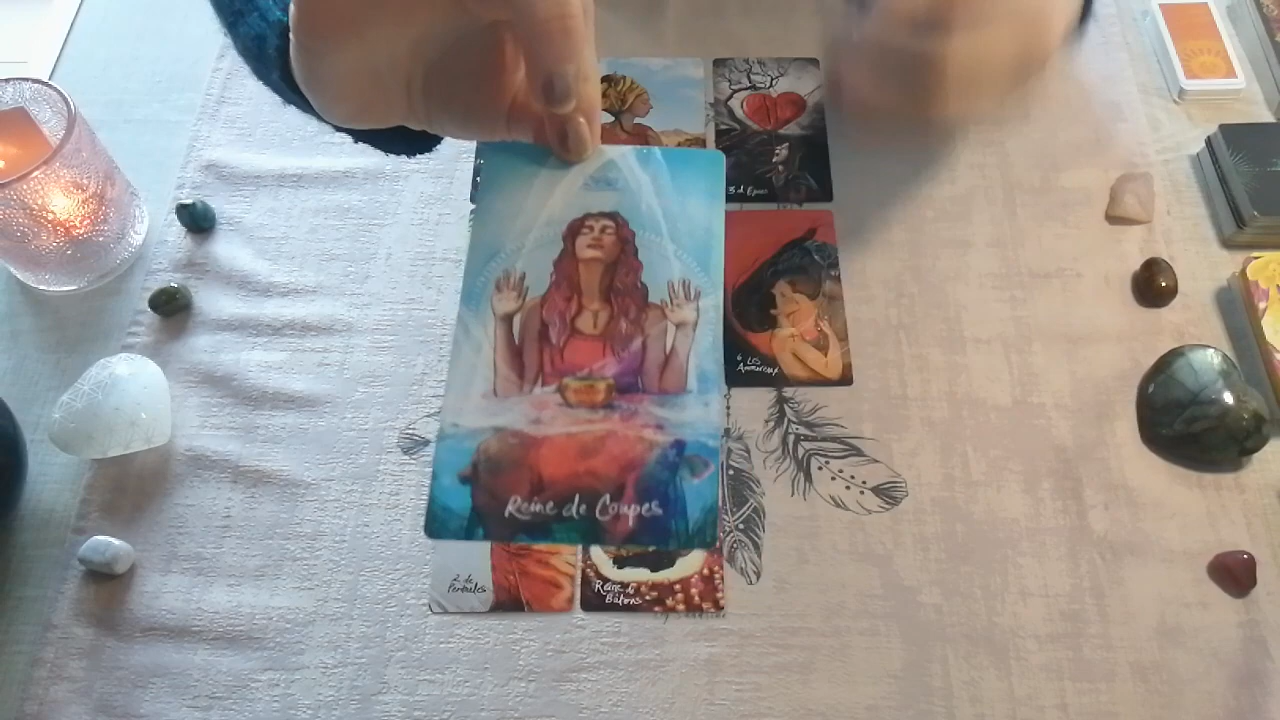 3 d Epées
6 Les
Amoureux
Reine de Coupes
2 de
Pentacles
Reine de
Bâtons